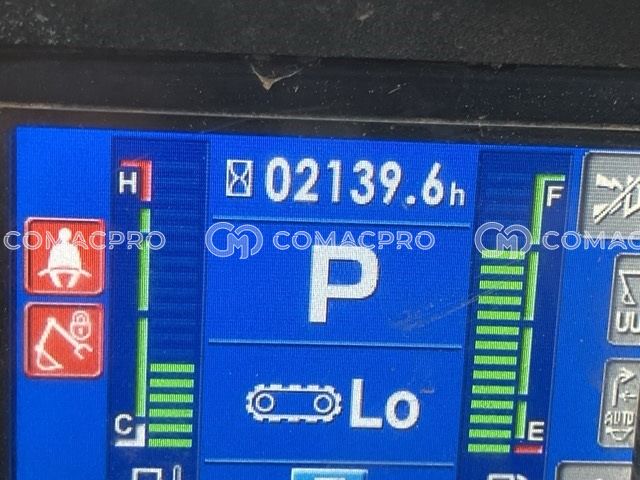 H
02139.6h
F
COMACPRO
COMACPRO
COMACPRO
P
Lo
C
E
AUTO